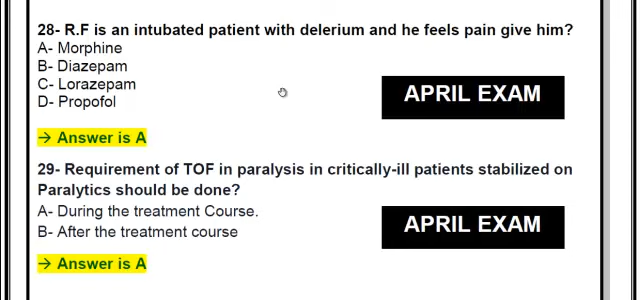 28- R.F is an intubated patient with delerium and he feels pain give him?
A- Morphine
B- Diazepam
C- Lorazepam
D- Propofol
APRIL EXAM
→ Answer is A
29- Requirement of TOF in paralysis in critically-ill patients stabilized on
Paralytics should be done?
A- During the treatment Course.
B- After the treatment course
APRIL EXAM
→ Answer is A